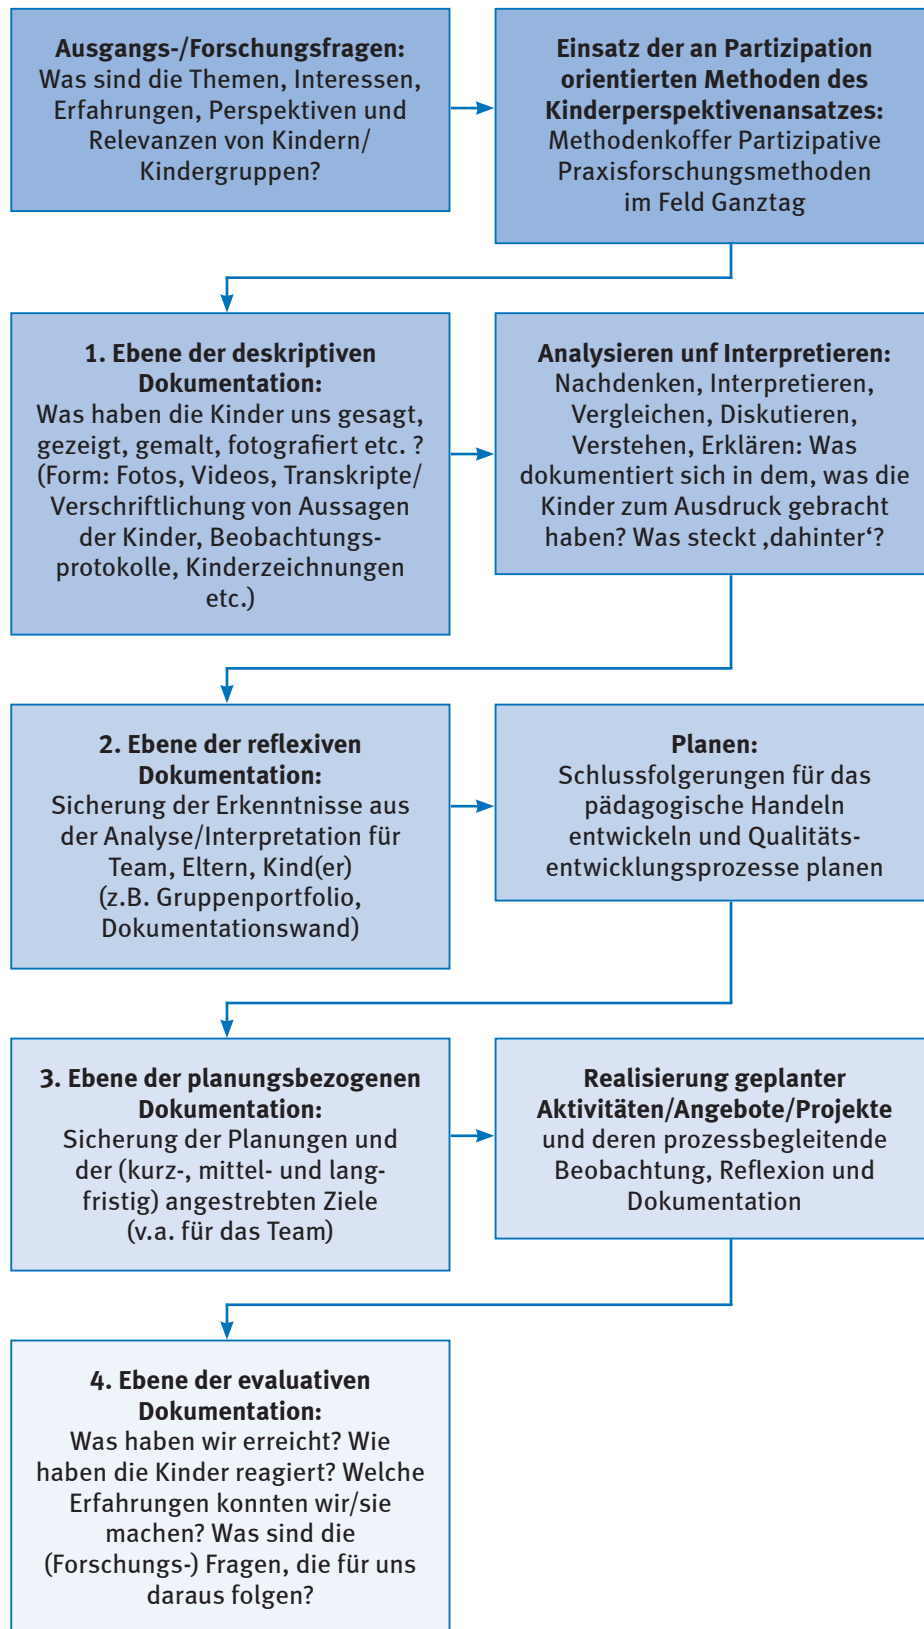 Ausgangs-/Forschungsfragen:
Was sind die Themen, Interessen,
Erfahrungen, Perspektiven und
Relevanzen von Kindern/
Kindergruppen?
Einsatz der an Partizipation
orientierten Methoden des
Kinderperspektivenansatzes:
Methodenkoffer Partizipative
Praxisforschungsmethoden
im Feld Ganztag
1. Ebene der deskriptiven
Dokumentation:
Was haben die Kinder uns gesagt,
gezeigt, gemalt, fotografiert etc. ?
(Form: Fotos, Videos, Transkripte/
Verschriftlichung von Aussagen
der Kinder, Beobachtungs-
protokolle, Kinderzeichnungen
etc.)
Analysieren unf Interpretieren:
Nachdenken, Interpretieren,
Vergleichen, Diskutieren,
Verstehen, Erklären: Was
dokumentiert sich in dem, was die
Kinder zum Ausdruck gebracht
haben? Was steckt ‚dahinter‘?
2. Ebene der reflexiven
Dokumentation:
Sicherung der Erkenntnisse aus
der Analyse/Interpretation für
Team, Eltern, Kind(er)
(z.B. Gruppenportfolio,
Dokumentationswand)
Planen:
Schlussfolgerungen für das
pädagogische Handeln
entwickeln und Qualitäts-
entwicklungsprozesse planen
3. Ebene der planungsbezogenen
Dokumentation:
Sicherung der Planungen und
der (kurz-, mittel- und lang-
fristig) angestrebten Ziele
(v.a. für das Team)
Realisierung geplanter
Aktivitäten/Angebote/Projekte
und deren prozessbegleitende
Beobachtung, Reflexion und
Dokumentation
4. Ebene der evaluativen
Dokumentation:
Was haben wir erreicht? Wie
haben die Kinder reagiert? Welche
Erfahrungen konnten wir/sie
machen? Was sind die
(Forschungs-) Fragen, die für uns
daraus folgen?